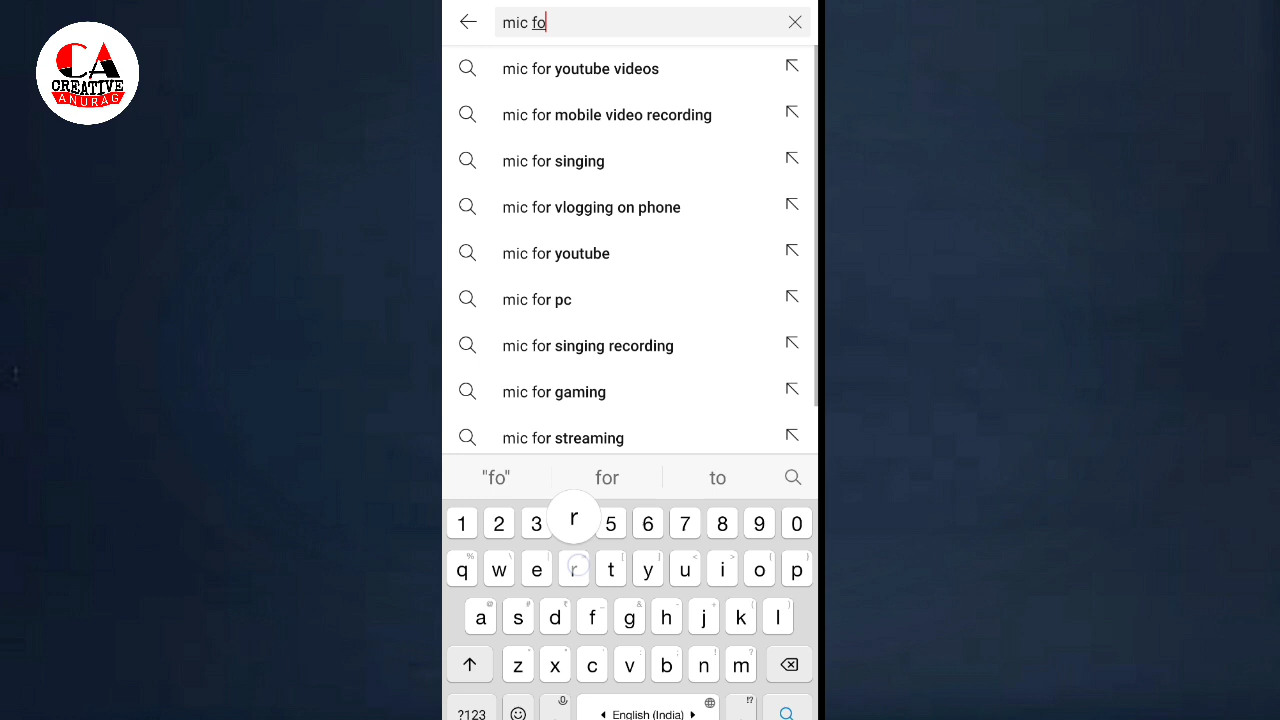 CA
CREATIVE
ANURAG
mic fo
mic for youtube videos
mic for mobile video recording
mic for singing
mic for vlogging on phone
mic for youtube
mic for pc
mic for singing recording
mic for gaming
mic for streaming
"fo" for to
1 2 3 r 5 6 7 8 9 0
q w e r t y u i o p
a s d f g h j k l
z x c v b n m
?123 English (India)